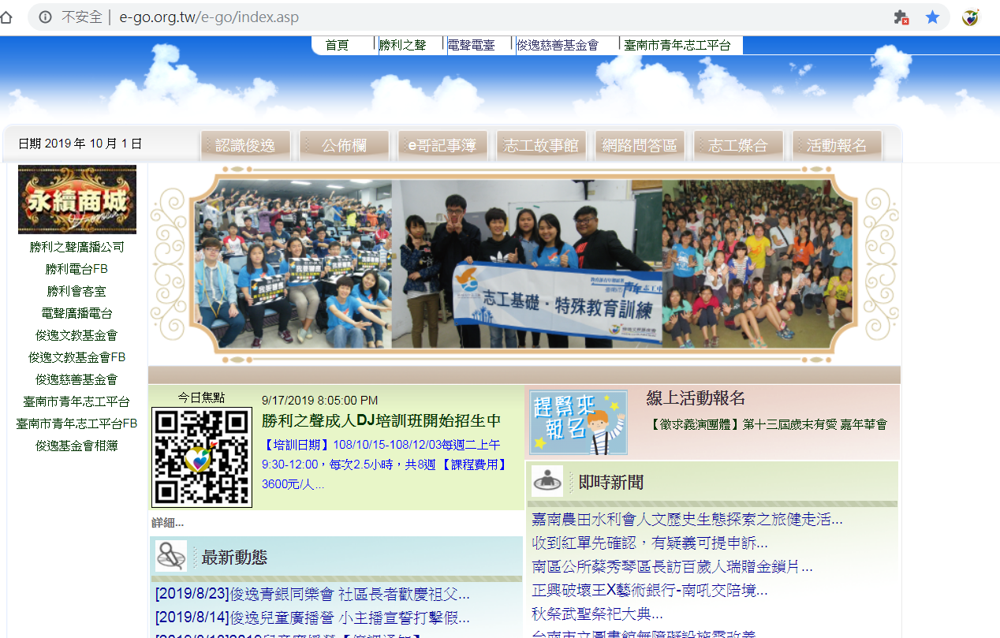 不安全 | e-go.org.tw/e-go/index.asp
首頁 | 勝利之聲 | 電聲電臺 | 俊逸慈善基金會 | 臺南市青年志工平台
日期 2019 年 10 月 1 日
認識俊逸
公佈欄
e哥記事簿
志工故事館
網路問答區
志工媒合
活動報名
永續商城
勝利之聲廣播公司
勝利電台FB
勝利會客室
電聲廣播電台
俊逸文教基金會
俊逸文教基金會FB
俊逸慈善基金會
臺南市青年志工平台
臺南市青年志工平台FB
俊逸基金會相簿
志工基礎．特殊教育訓練
今日焦點
9/17/2019 8:05:00 PM
勝利之聲成人DJ培訓班開始招生中
【培訓日期】108/10/15-108/12/03每週二上午
9:30-12:00，每次2.5小時，共8週 【課程費用】
3600元/人...
詳細...
最新動態
[2019/8/23]俊逸青銀同樂會 社區長者歡慶祖父...
[2019/8/14]俊逸兒童廣播營 小主播宣誓打擊假...
趕緊來
報名
線上活動報名
【徵求義演團體】第十三屆歲末有愛 嘉年華會
即時新聞
嘉南農田水利會人文歷史生態探索之旅健走活...
收到紅單先確認，有疑義可提申訴...
南區公所蔡秀琴區長訪百歲人瑞贈金鎖片...
正興破壞王X藝術銀行-南吼交陪境...
秋祭武聖祭祀大典...
台南市立圖書館無障礙設施需改善